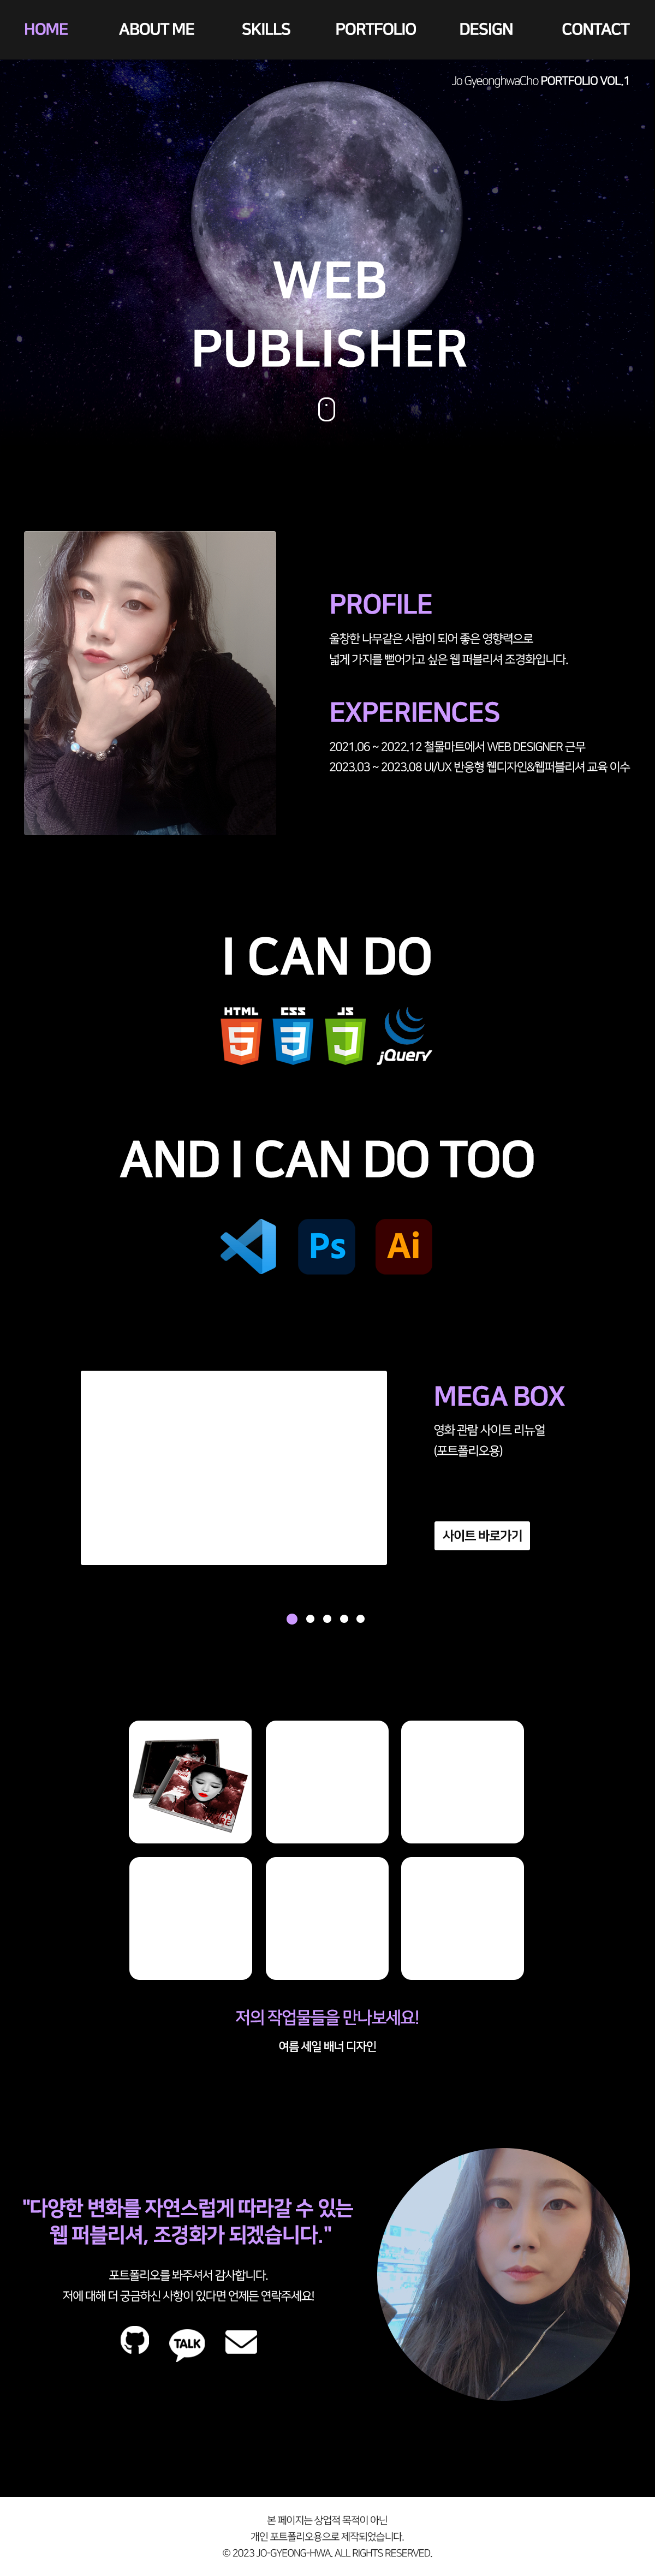 HOME ABOUT ME SKILLS PORTFOLIO DESIGN CONTACT
Jo GyeonghwaCho PORTFOLIO VOL.1
WEB
PUBLISHER
PROFILE
울창한 나무같은 사람이 되어 좋은 영향력으로
넓게 가지를 뻗어가고 싶은 웹 퍼블리셔 조경화입니다.
EXPERIENCES
2021.06 ~ 2022.12 철물마트에서 WEB DESIGNER 근무
2023.03 ~ 2023.08 UI/UX 반응형 웹디자인&웹퍼블리셔 교육 이수
I CAN DO
HTML CSS JS
5 3 J jQuery
AND I CAN DO TOO
Ps Ai
MEGA BOX
영화 관람 사이트 리뉴얼
(포트폴리오용)
사이트 바로가기
저의 작업물들을 만나보세요!
여름 세일 배너 디자인
"다양한 변화를 자연스럽게 따라갈 수 있는
웹 퍼블리셔, 조경화가 되겠습니다."
포트폴리오를 봐주셔서 감사합니다.
저에 대해 더 궁금하신 사항이 있다면 언제든 연락주세요!
TALK
본 페이지는 상업적 목적이 아닌
개인 포트폴리오용으로 제작되었습니다.
© 2023 JO-GYEONG-HWA. ALL RIGHTS RESERVED.